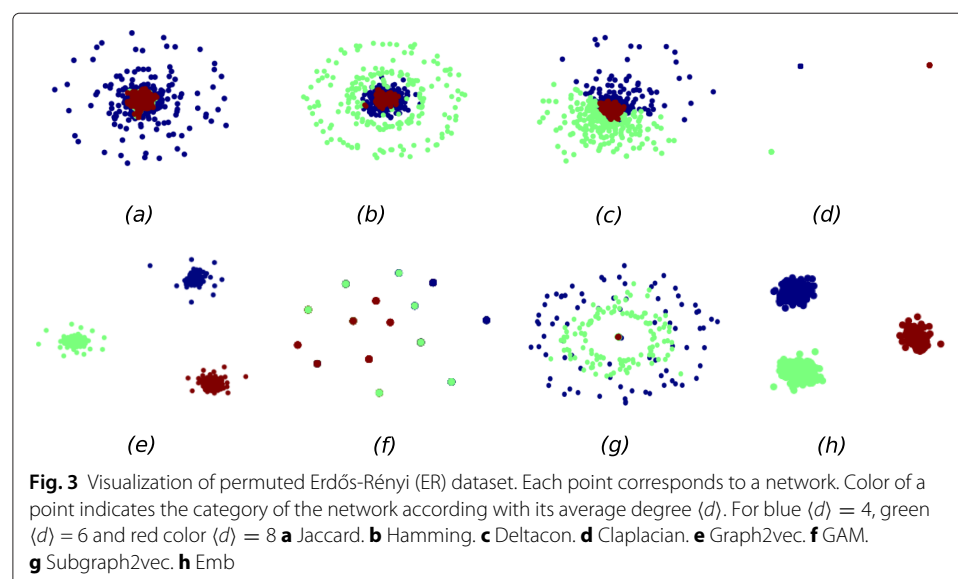 (a) (b) (c) (d)
(e) (f) (g) (h)
Fig. 3 Visualization of permuted Erdős-Rényi (ER) dataset. Each point corresponds to a network. Color of a
point indicates the category of the network according with its average degree ⟨d⟩. For blue ⟨d⟩ = 4, green
⟨d⟩ = 6 and red color ⟨d⟩ = 8 a Jaccard. b Hamming. c Deltacon. d Claplacian. e Graph2vec. f GAM.
g Subgraph2vec. h Emb